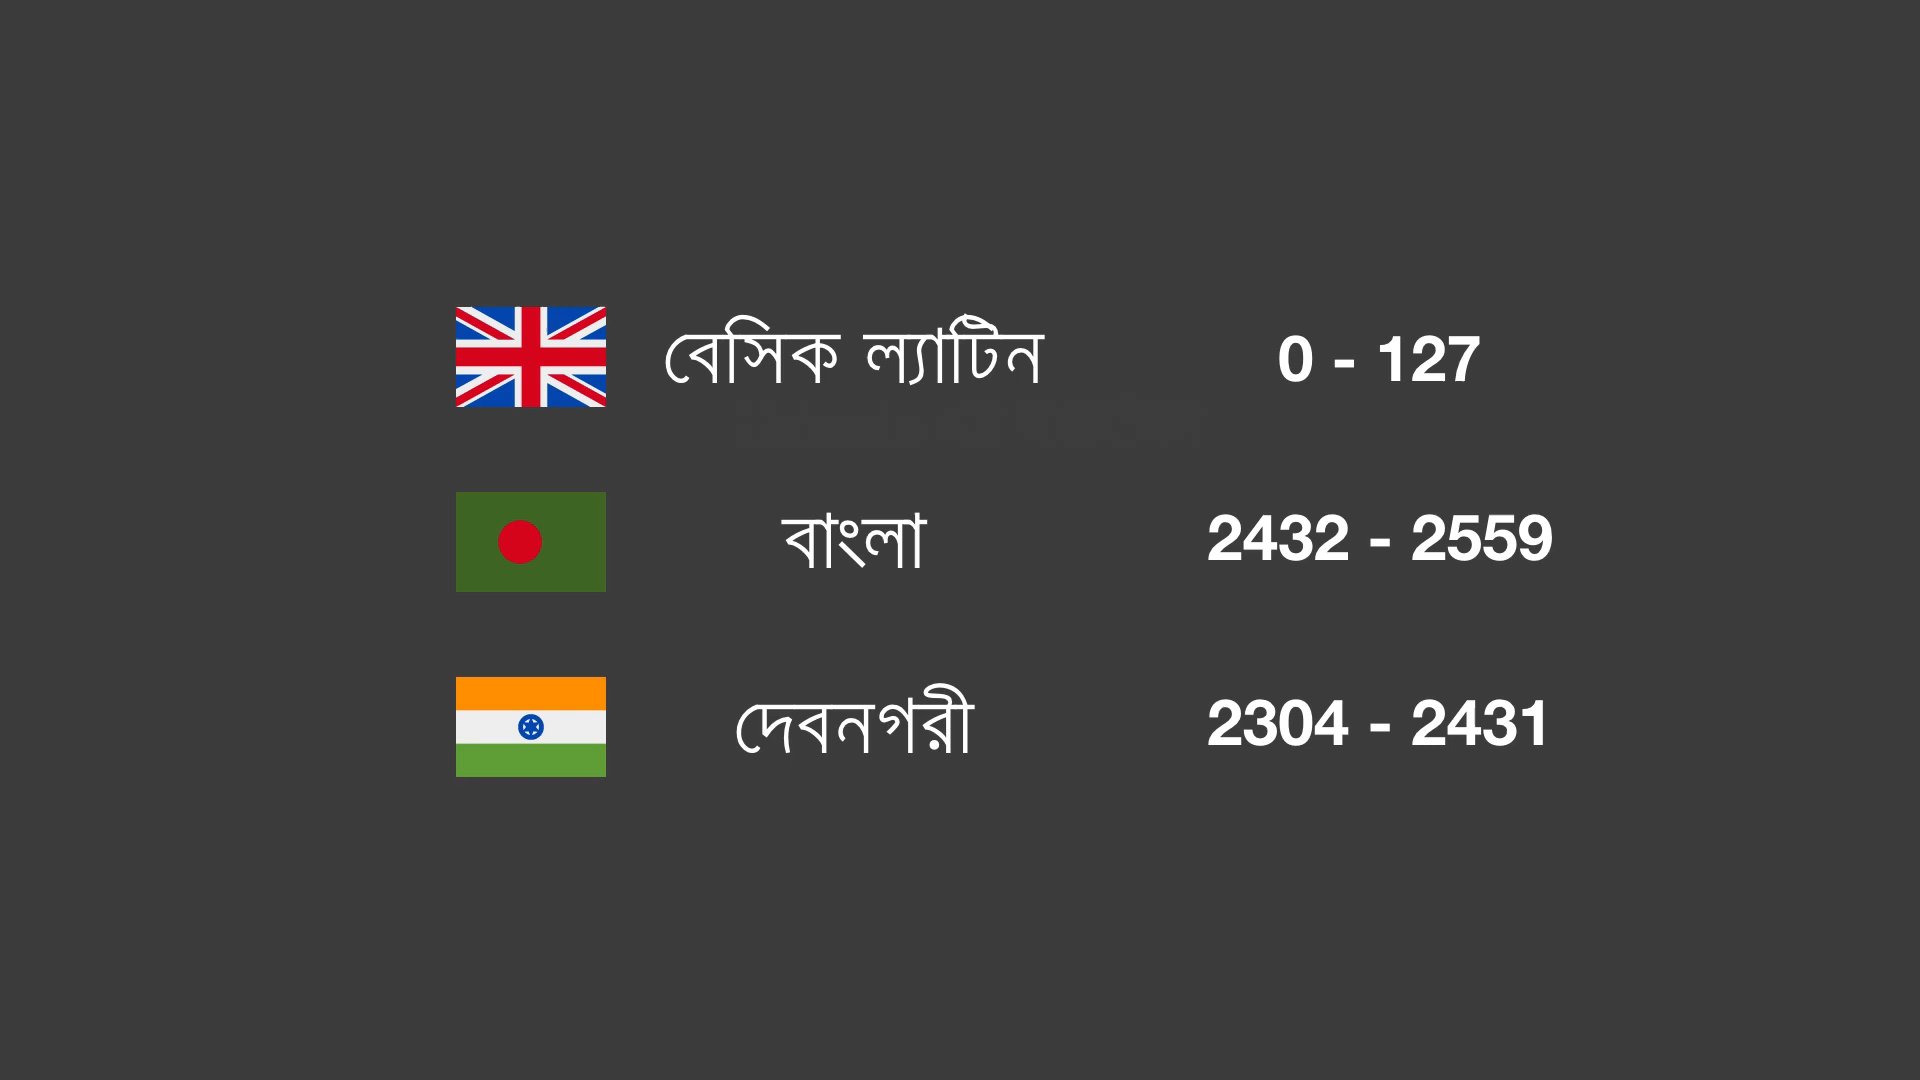 বেসিক ল্যাটিন 0 - 127
বাংলা 2432 - 2559
দেবনগরী 2304 - 2431